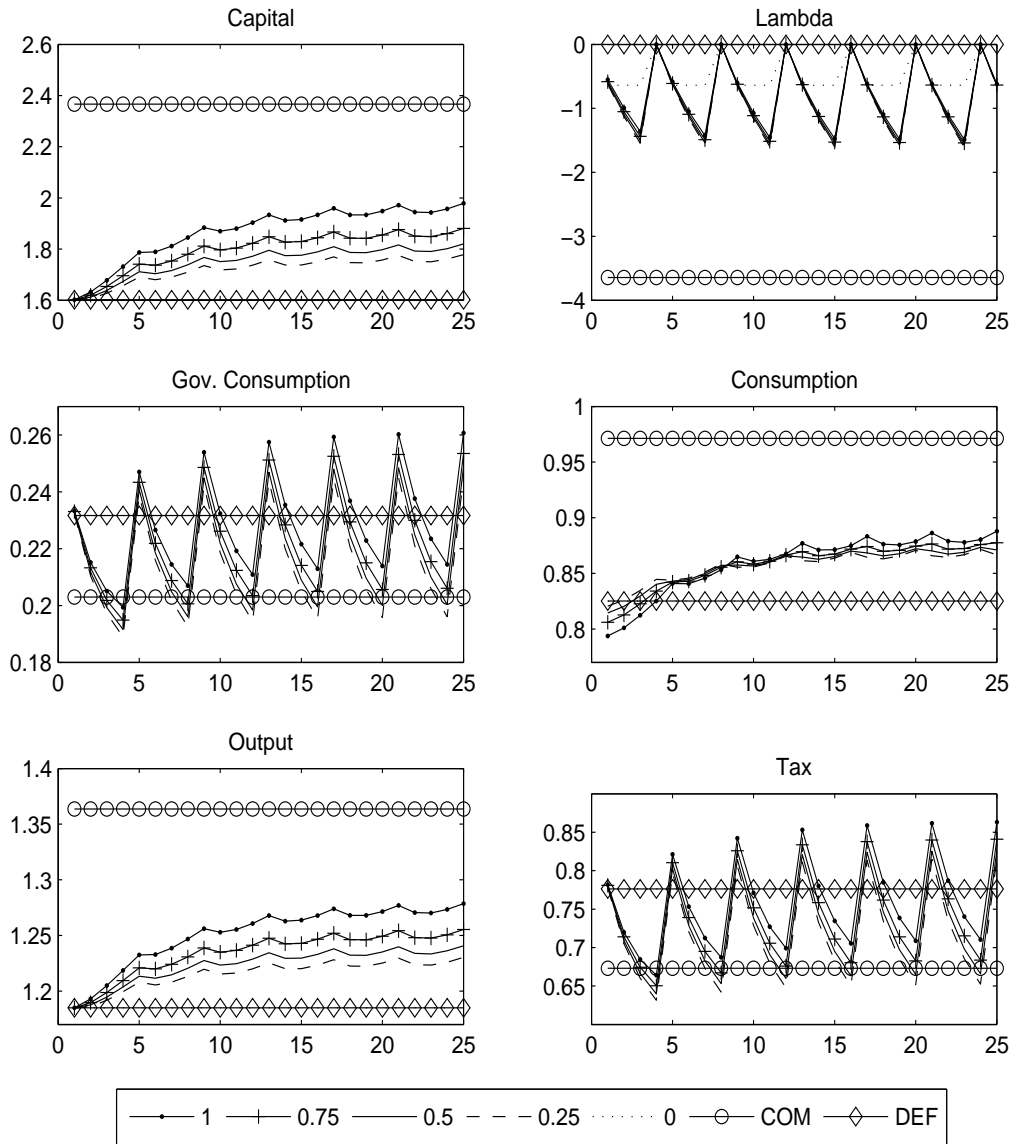 Capital
2.6
2.4
2.2
2
1.8
1.6
0 5 10 15 20 25
Lambda
0
−1
−2
−3
−4
0 5 10 15 20 25
Gov. Consumption
0.26
0.24
0.22
0.2
0.18
0 5 10 15 20 25
Consumption
1
0.95
0.9
0.85
0.8
0 5 10 15 20 25
Output
1.4
1.35
1.3
1.25
1.2
0 5 10 15 20 25
Tax
0.85
0.8
0.75
0.7
0.65
0 5 10 15 20 25
1 0.75 0.5 0.25 0 COM DEF